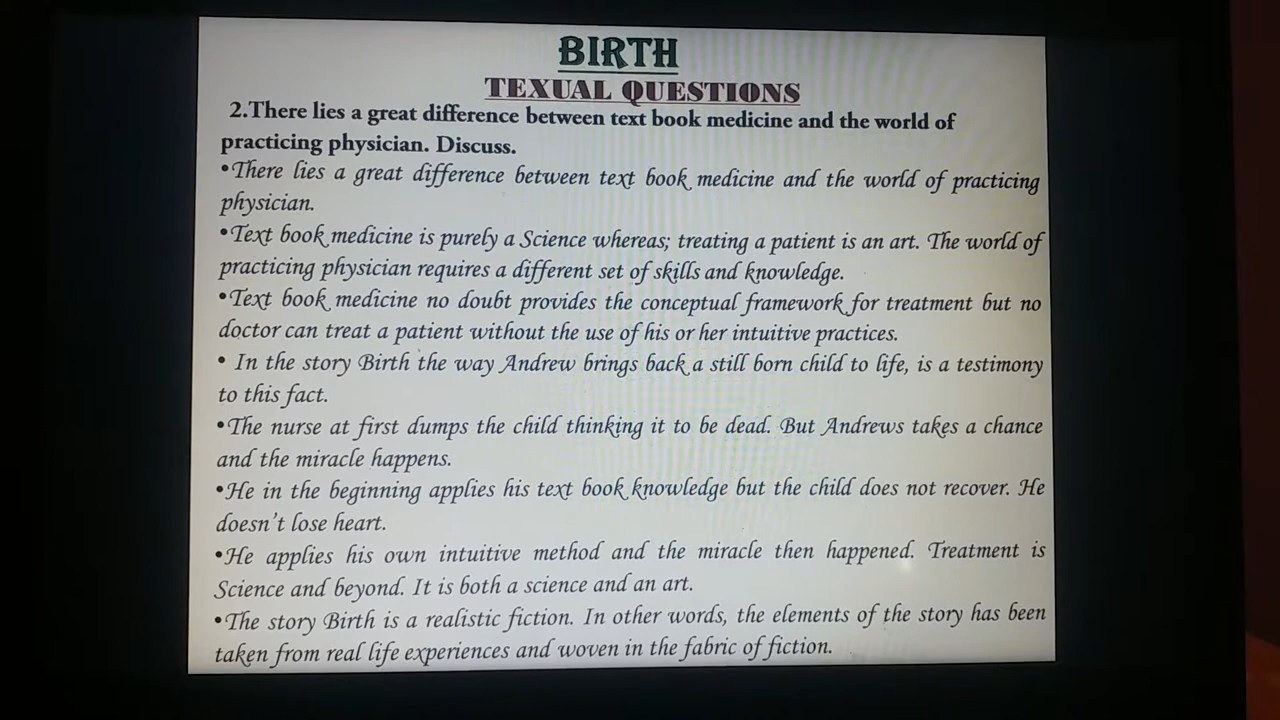 BIRTH
TEXUAL QUESTIONS
2.There lies a great difference between text book medicine and the world of
practicing physician. Discuss.
•There lies a great difference between text book medicine and the world of practicing
physician.
•Text book medicine is purely a Science whereas; treating a patient is an art. The world of
practicing physician requires a different set of skills and knowledge.
•Text book medicine no doubt provides the conceptual framework for treatment but no
doctor can treat a patient without the use of his or her intuitive practices.
• In the story Birth the way Andrew brings back a still born child to life, is a testimony
to this fact.
•The nurse at first dumps the child thinking it to be dead. But Andrews takes a chance
and the miracle happens.
•He in the beginning applies his text book knowledge but the child does not recover. He
doesn't lose heart.
•He applies his own intuitive method and the miracle then happened. Treatment is
Science and beyond. It is both a science and an art.
•The story Birth is a realistic fiction. In other words, the elements of the story has been
taken from real life experiences and woven in the fabric of fiction.